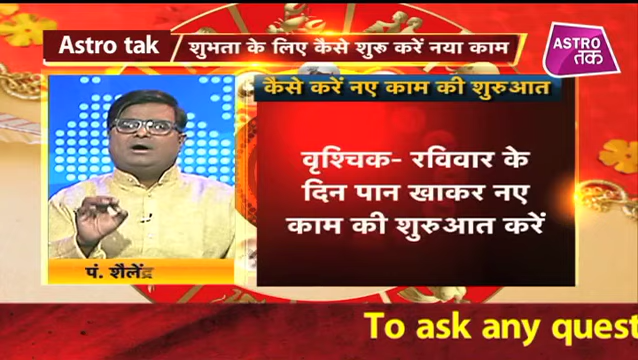 Astro tak
शुभता के लिए कैसे शुरू करें नया काम
ASTRO
तक
कैसे करें नए काम की शुरुआत
वृश्चिक- रविवार के
दिन पान खाकर नए
काम की शुरुआत करें
पं. शैलेंद्र
To ask any quest